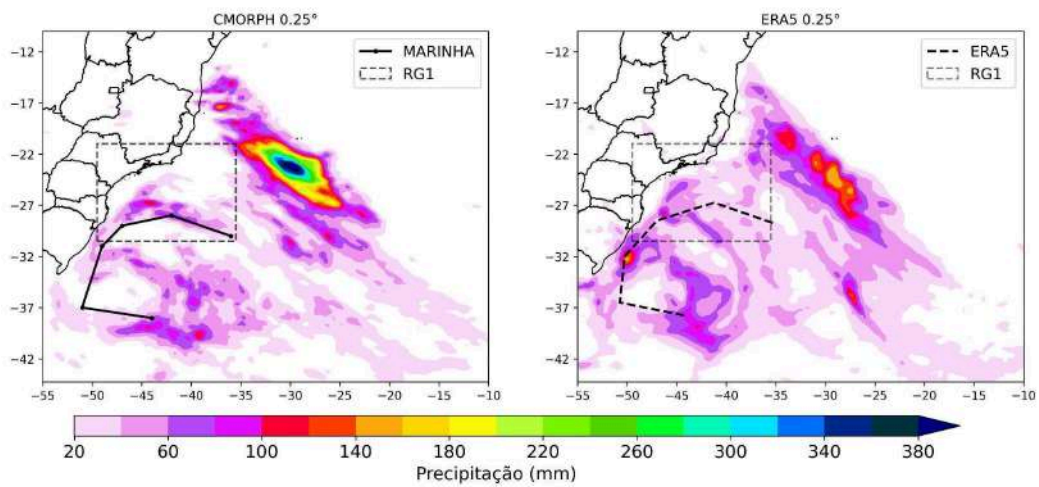 CMORPH 0.25°
MARINHA
RG1
−12
−17
−22
−27
−32
−37
−42
−55 −50 −45 −40 −35 −30 −25 −20 −15 −10
ERA5 0.25°
ERA5
RG1
−12
−17
−22
−27
−32
−37
−42
−55 −50 −45 −40 −35 −30 −25 −20 −15 −10
20 60 100 140 180 220 260 300 340 380
Precipitação (mm)